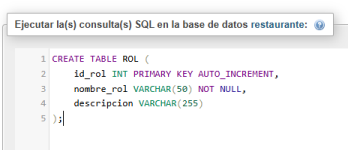 Ejecutar la(s) consulta(s) SQL en la base de datos restaurante:
1 CREATE TABLE ROL (
2 id_rol INT PRIMARY KEY AUTO_INCREMENT,
3 nombre_rol VARCHAR(50) NOT NULL,
4 descripcion VARCHAR(255)
5 );